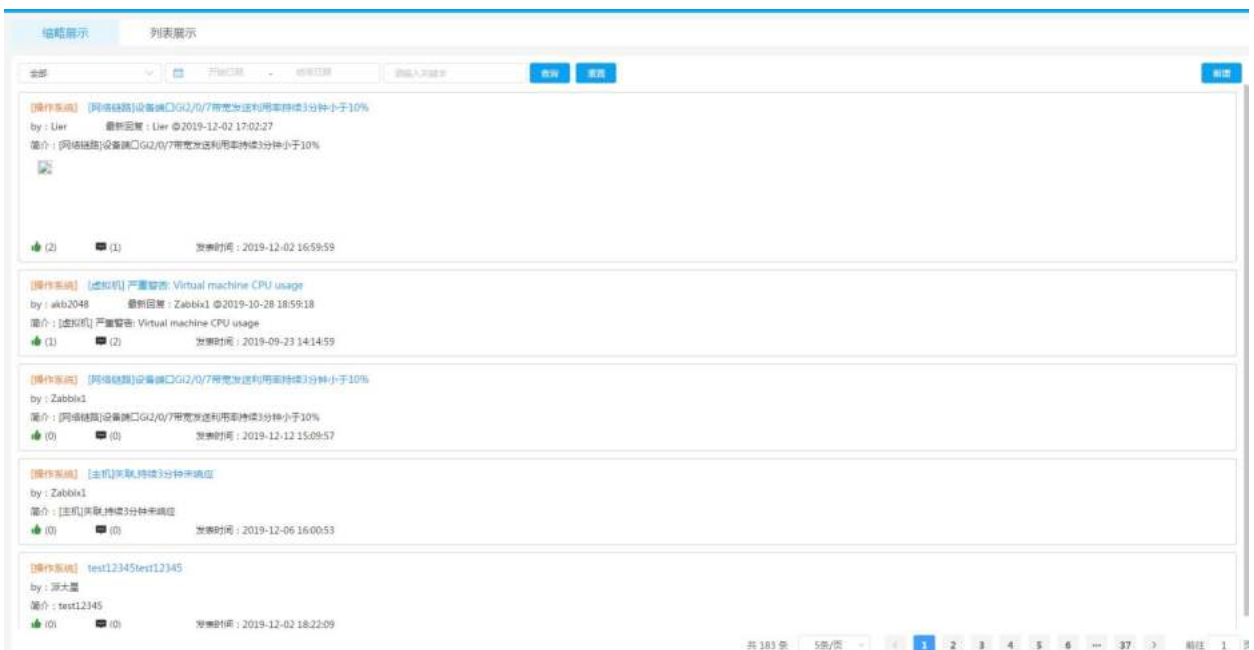 缩略展示 列表展示
全部 开始日期 - 结束日期 请输入关键字 查询 重置 新增
[操作系统] [网络链路]设备端口Gi2/0/7带宽发送利用率持续3分钟小于10%
by : Lier 最新回复 : Lier @2019-12-02 17:02:27
简介 : [网络链路]设备端口Gi2/0/7带宽发送利用率持续3分钟小于10%
(2) (1) 发表时间 : 2019-12-02 16:59:59
[操作系统] [虚拟机] 严重警告: Virtual machine CPU usage
by : akb2048 最新回复 : Zabbix1 @2019-10-28 18:59:18
简介 : [虚拟机] 严重警告: Virtual machine CPU usage
(1) (2) 发表时间 : 2019-09-23 14:14:59
[操作系统] [网络链路]设备端口Gi2/0/7带宽发送利用率持续3分钟小于10%
by : Zabbix1
简介 : [网络链路]设备端口Gi2/0/7带宽发送利用率持续3分钟小于10%
(0) (0) 发表时间 : 2019-12-12 15:09:57
[操作系统] [主机]失联,持续3分钟未响应
by : Zabbix1
简介 : [主机]失联,持续3分钟未响应
(0) (0) 发表时间 : 2019-12-06 16:00:53
[操作系统] test12345test12345
by : 派大星
简介 : test12345
(0) (0) 发表时间 : 2019-12-02 18:22:09
共 183 条 5条/页 < 1 2 3 4 5 6 ··· 37 > 前往 1 页